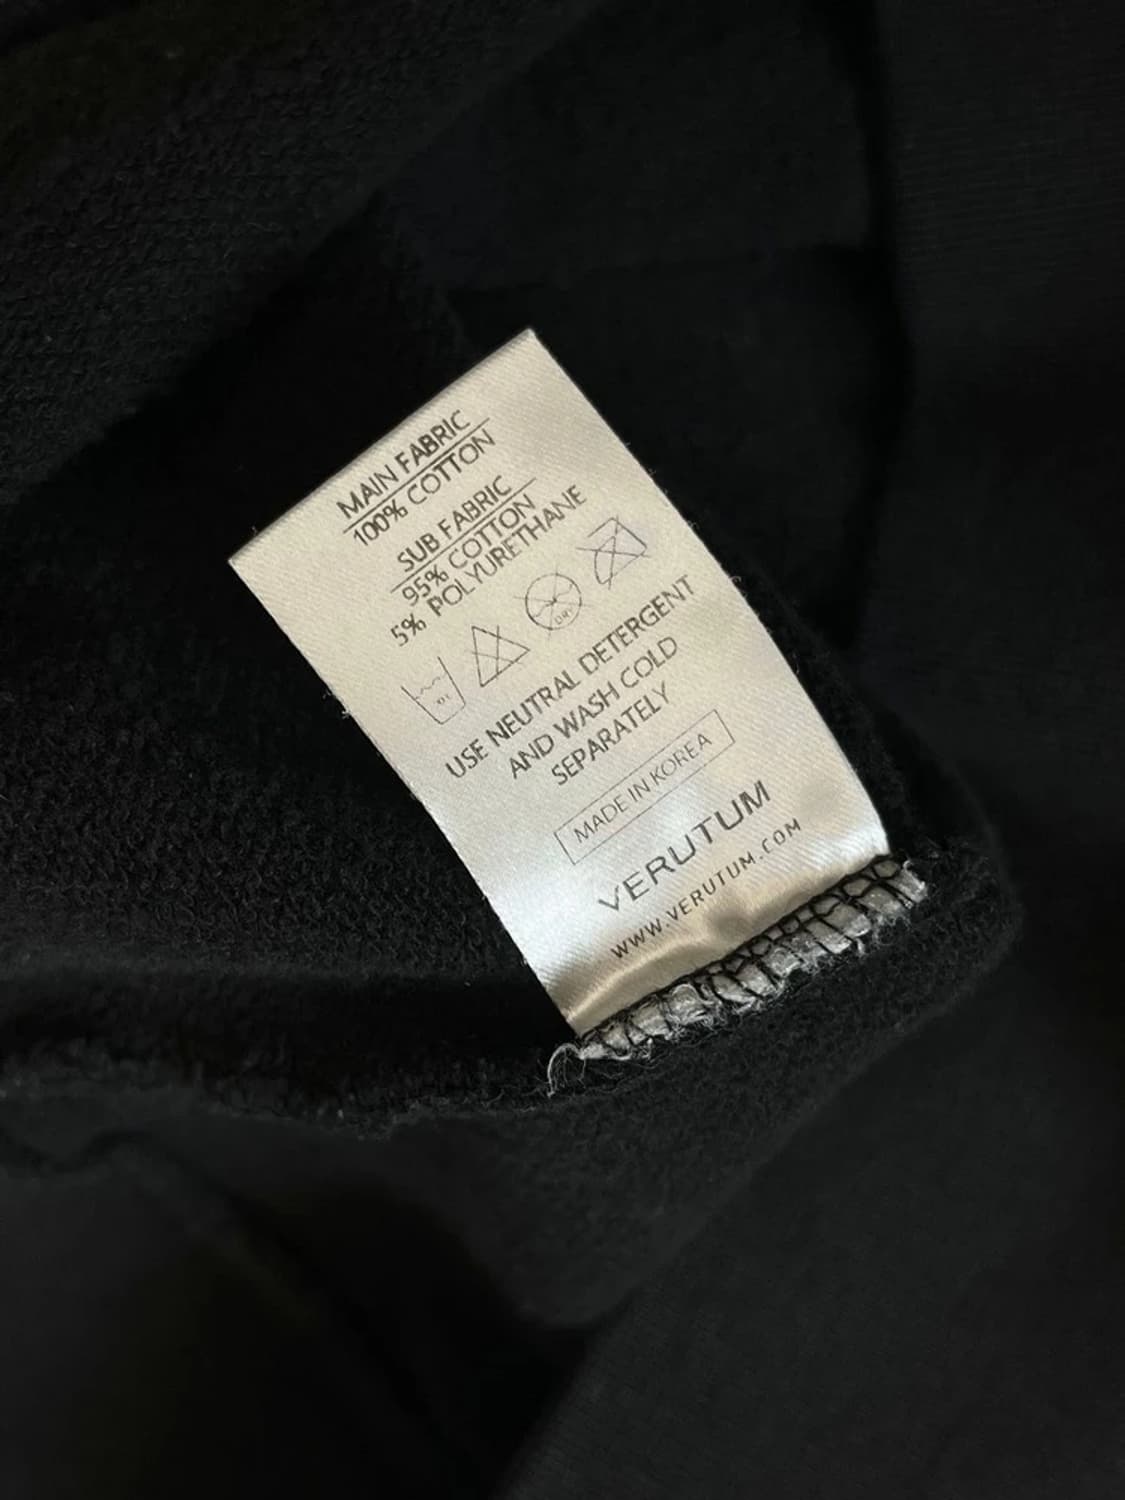 MAIN FABRIC
100% COTTON
SUB FABRIC
95% COTTON
5% POLYURETHANE
DRY
USE NEUTRAL DETERGENT
AND WASH COLD
SEPARATELY
MADE IN KOREA
VERUTUM
WWW.VERUTUM.COM